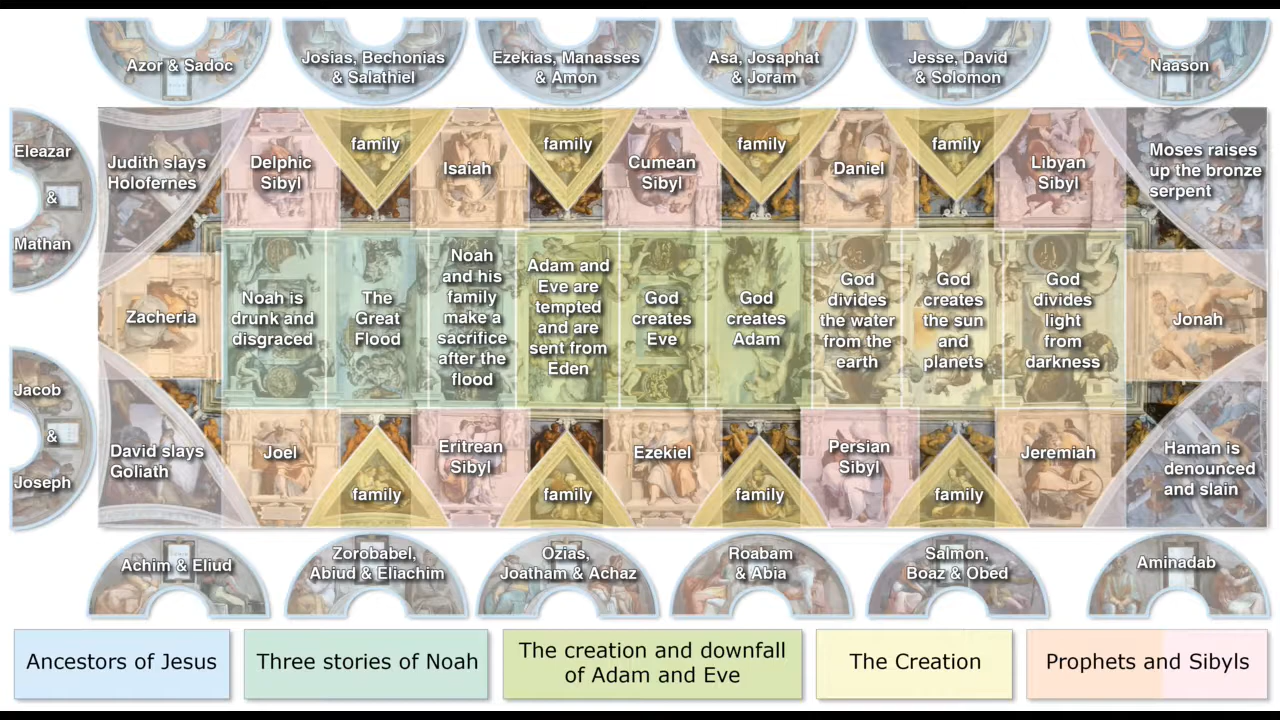 Azor & Sadoc
Josias, Bechonias
& Salathiel
Ezekias, Manasses
& Amon
Asa, Josaphat
& Joram
Jesse, David
& Solomon
Naason
Eleazar
&
Mathan
Judith slays
Holofernes
Delphic
Sibyl
family
Isaiah
family
Cumean
Sibyl
family
Daniel
family
Libyan
Sibyl
Moses raises
up the bronze
serpent
Zacheria
Noah is
drunk and
disgraced
The
Great
Flood
Noah
and his
family
make a
sacrifice
after the
flood
Adam and
Eve are
tempted
and are
sent from
Eden
God
creates
Eve
God
creates
Adam
God
divides
the water
from the
earth
God
creates
the sun
and
planets
God
divides
light
from
darkness
Jonah
Jacob
&
Joseph
David slays
Goliath
Joel
family
Eritrean
Sibyl
family
Ezekiel
family
Persian
Sibyl
family
Jeremiah
Haman is
denounced
and slain
Achim & Eliud
Zorobabel,
Abiud & Eliachim
Ozias,
Joatham & Achaz
Roabam
& Abia
Salmon,
Boaz & Obed
Aminadab
Ancestors of Jesus
Three stories of Noah
The creation and downfall
of Adam and Eve
The Creation
Prophets and Sibyls